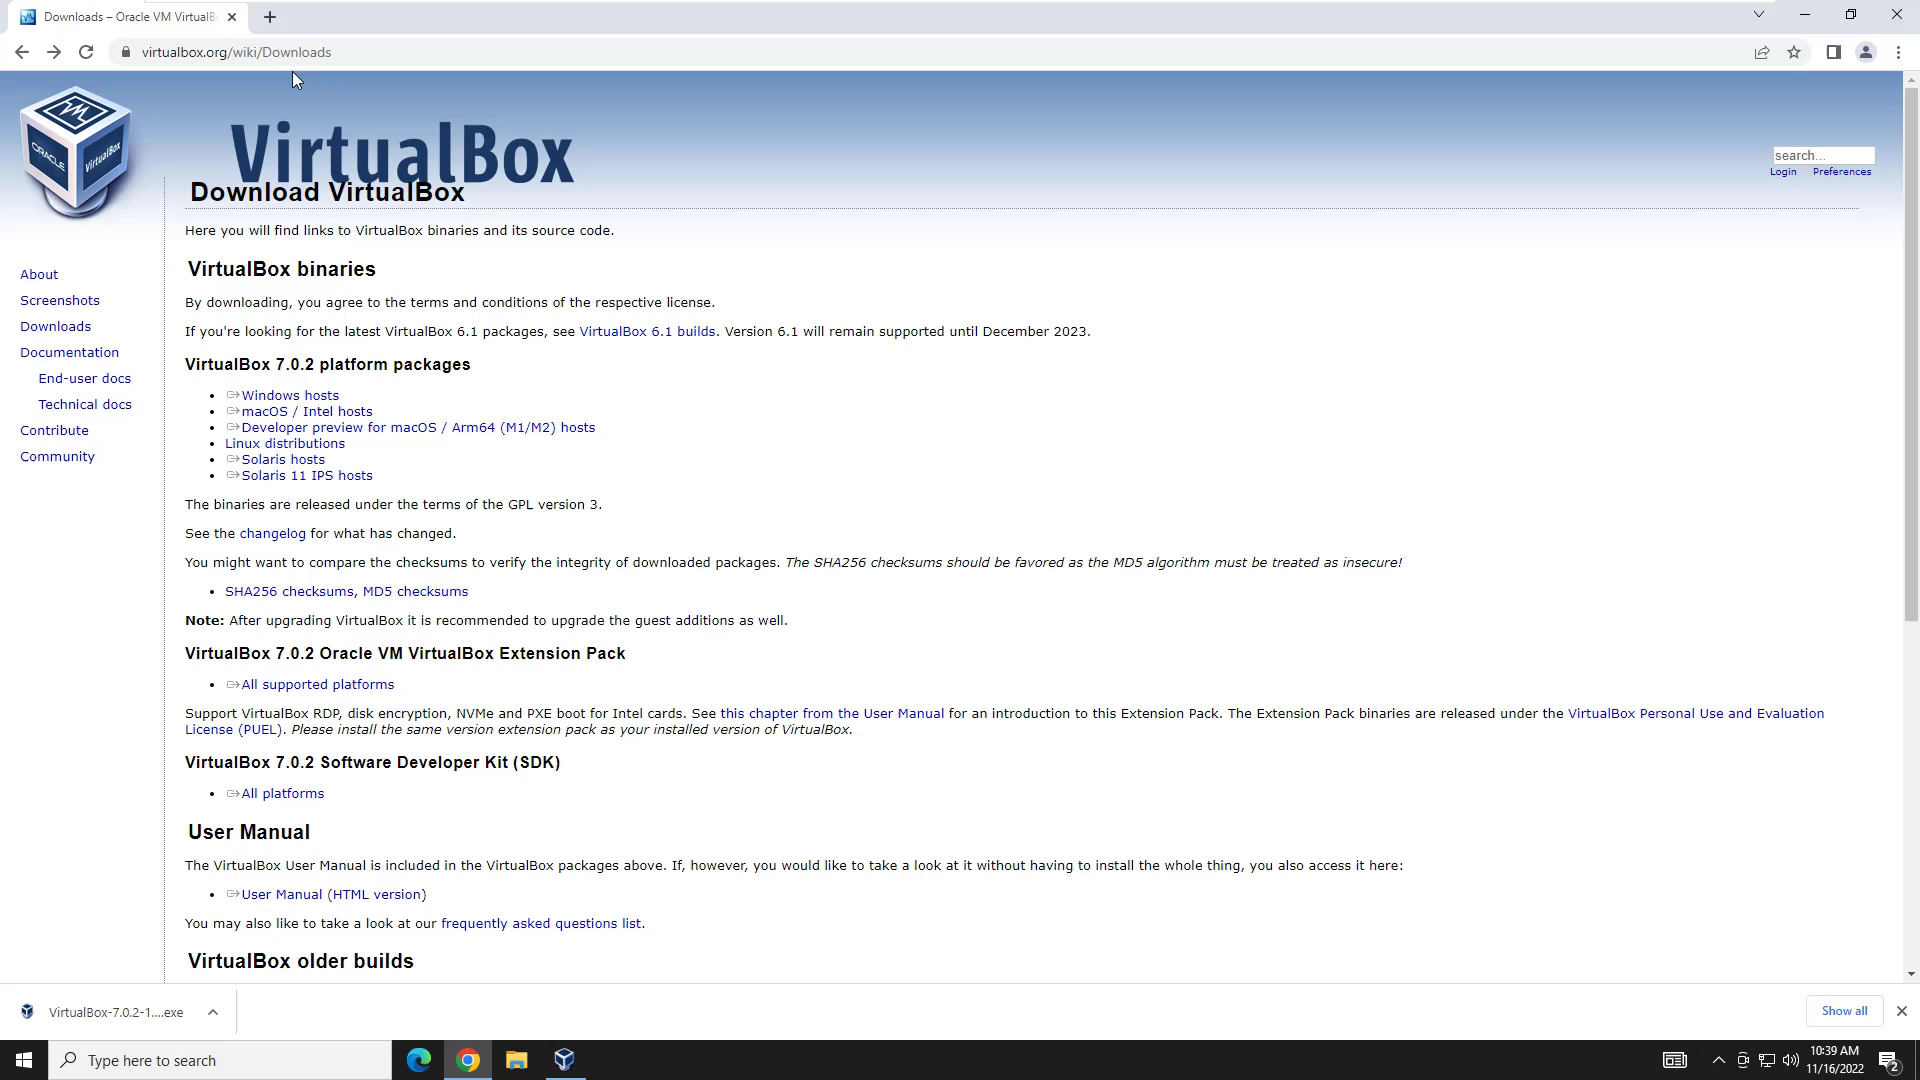 Downloads – Oracle VM VirtualB
virtualbox.org/wiki/Downloads
ORACLE
VirtualBox
VirtualBox
search...
Login Preferences
Download VirtualBox
Here you will find links to VirtualBox binaries and its source code.
VirtualBox binaries
By downloading, you agree to the terms and conditions of the respective license.
If you're looking for the latest VirtualBox 6.1 packages, see VirtualBox 6.1 builds. Version 6.1 will remain supported until December 2023.
VirtualBox 7.0.2 platform packages
Windows hosts
macOS / Intel hosts
Developer preview for macOS / Arm64 (M1/M2) hosts
Linux distributions
Solaris hosts
Solaris 11 IPS hosts
The binaries are released under the terms of the GPL version 3.
See the changelog for what has changed.
You might want to compare the checksums to verify the integrity of downloaded packages. The SHA256 checksums should be favored as the MD5 algorithm must be treated as insecure!
SHA256 checksums, MD5 checksums
Note: After upgrading VirtualBox it is recommended to upgrade the guest additions as well.
VirtualBox 7.0.2 Oracle VM VirtualBox Extension Pack
All supported platforms
Support VirtualBox RDP, disk encryption, NVMe and PXE boot for Intel cards. See this chapter from the User Manual for an introduction to this Extension Pack. The Extension Pack binaries are released under the VirtualBox Personal Use and Evaluation
License (PUEL). Please install the same version extension pack as your installed version of VirtualBox.
VirtualBox 7.0.2 Software Developer Kit (SDK)
All platforms
User Manual
The VirtualBox User Manual is included in the VirtualBox packages above. If, however, you would like to take a look at it without having to install the whole thing, you also access it here:
User Manual (HTML version)
You may also like to take a look at our frequently asked questions list.
VirtualBox older builds
About
Screenshots
Downloads
Documentation
End-user docs
Technical docs
Contribute
Community
VirtualBox-7.0.2-1....exe
Show all
Type here to search
10:39 AM
11/16/2022
2